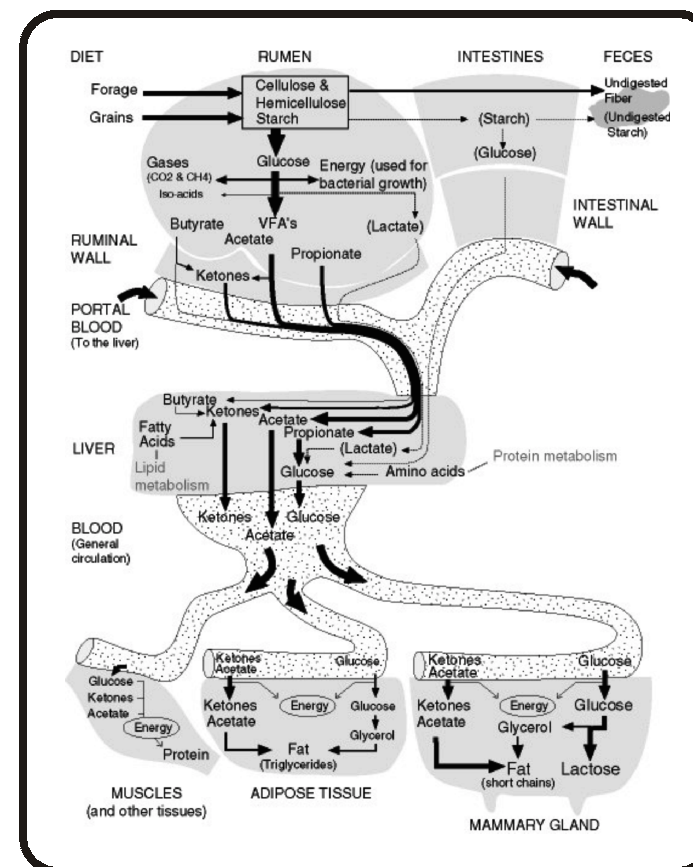 DIET
RUMEN
INTESTINES
FECES
Forage
Grains
Cellulose &
Hemicellulose
Starch
Undigested
Fiber
(Undigested
Starch)
(Starch)
(Glucose)
Glucose
Gases
(CO2 & CH4)
Iso-acids
Energy (used for
bacterial growth)
Butyrate
VFA's
Acetate
(Lactate)
Propionate
Ketones
INTESTINAL
WALL
RUMINAL
WALL
PORTAL
BLOOD
(To the liver)
LIVER
Butyrate
Ketones
Acetate
Propionate
Fatty
Acids
(Lactate)
Lipid
metabolism
Glucose
Amino acids
Protein metabolism
BLOOD
(General
circulation)
Ketones
Acetate
Glucose
Glucose
Ketones
Acetate
Energy
Protein
MUSCLES
(and other tissues)
Ketones
Acetate
Glucose
Energy
Ketones
Acetate
Glucose
Glycerol
Fat
(Triglycerides)
ADIPOSE TISSUE
Ketones
Acetate
Glucose
Energy
Ketones
Acetate
Glycerol
Glucose
Fat
(short chains)
Lactose
MAMMARY GLAND